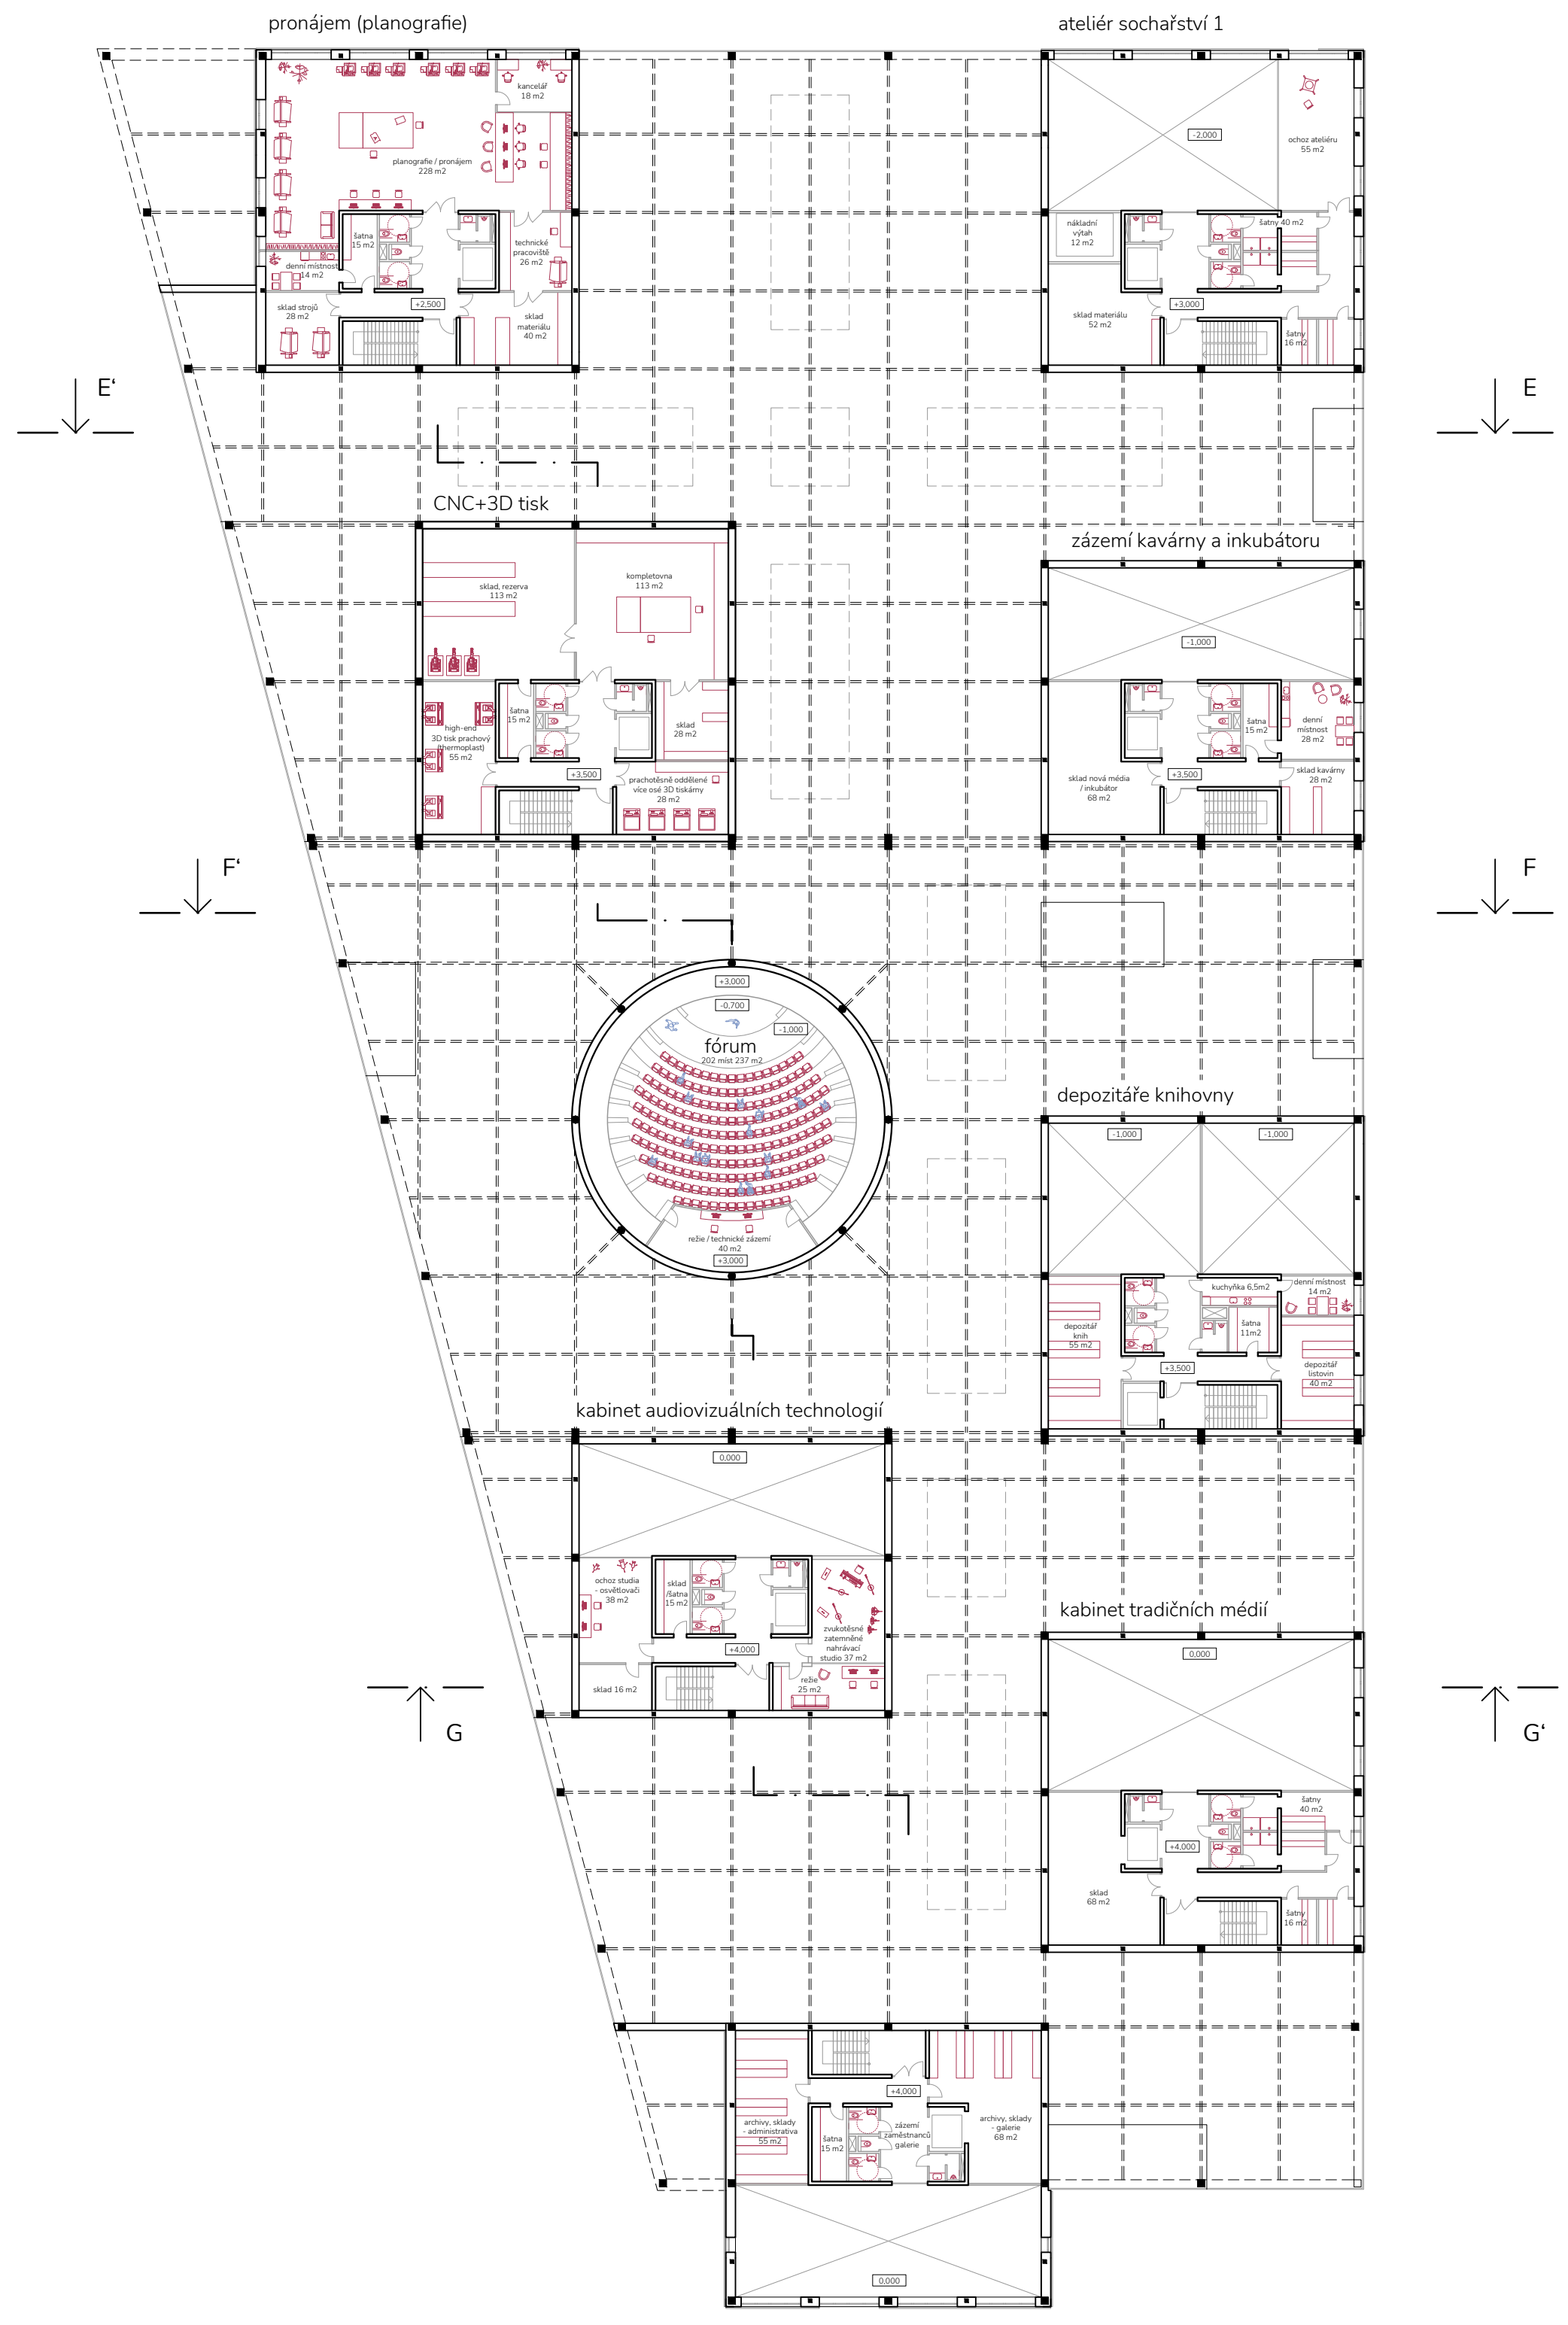 pronájem (planografie)
ateliér sochařství 1
kancelář
18 m2
planografie / pronájem
228 m2
šatna
15 m2
technické
pracoviště
26 m2
denní místnost
14 m2
sklad strojů
28 m2
+2,500
sklad
materiálu
40 m2
-2,000
ochoz ateliéru
55 m2
nákladní
výtah
12 m2
šatny 40 m2
sklad materiálu
52 m2
+3,000
šatny
16 m2
E‘
E
CNC+3D tisk
sklad, rezerva
113 m2
kompletovna
113 m2
šatna
15 m2
high-end
3D tisk prachový
(thermoplast)
55 m2
sklad
28 m2
+3,500
prachotěsně oddělené
více osé 3D tiskárny
28 m2
zázemí kavárny a inkubátoru
-1,000
šatna
15 m2
denní
místnost
28 m2
sklad nová média
/ inkubátor
68 m2
+3,500
sklad kavárny
28 m2
F‘
F
+3,000
-0,700
-1,000
fórum
202 míst 237 m2
režie / technické zázemí
40 m2
+3,000
depozitáře knihovny
-1,000
-1,000
kuchyňka 6,5m2
denní místnost
14 m2
depozitář
knih
55 m2
šatna
11m2
+3,500
depozitář
listovin
40 m2
kabinet audiovizuálních technologií
0,000
ochoz studia
- osvětlovači
38 m2
sklad
/šatna
15 m2
zvukotěsné
zatemněné
nahrávací
studio 37 m2
+4,000
sklad 16 m2
režie
25 m2
kabinet tradičních médií
0,000
šatny
40 m2
+4,000
sklad
68 m2
šatny
16 m2
G
G‘
+4,000
archivy, sklady
- administrativa
55 m2
šatna
15 m2
zázemí
zaměstnanců
galerie
archivy, sklady
- galerie
68 m2
0,000